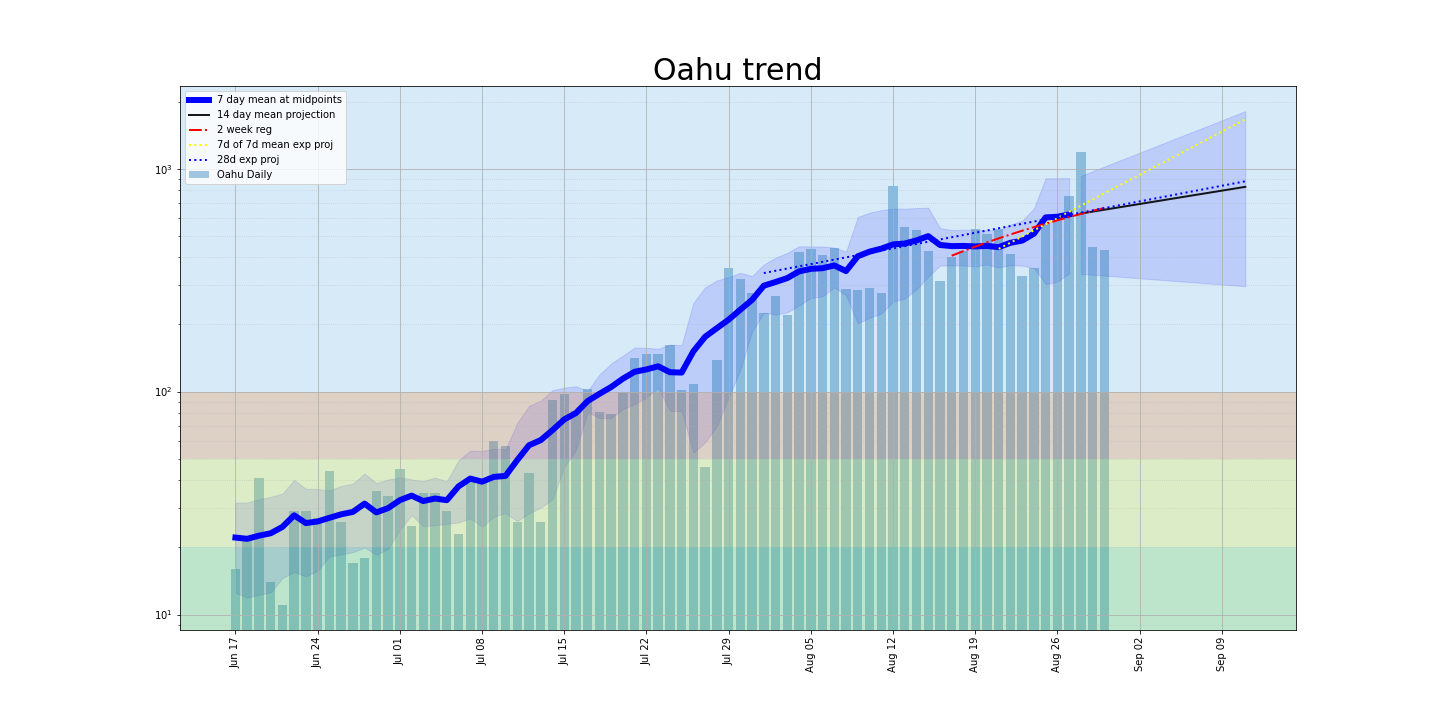 Oahu trend
7 day mean at midpoints
14 day mean projection
2 week reg
7d of 7d mean exp proj
28d exp proj
Oahu Daily
10³
10²
10¹
Jun 17
Jun 24
Jul 01
Jul 08
Jul 15
Jul 22
Jul 29
Aug 05
Aug 12
Aug 19
Aug 26
Sep 02
Sep 09